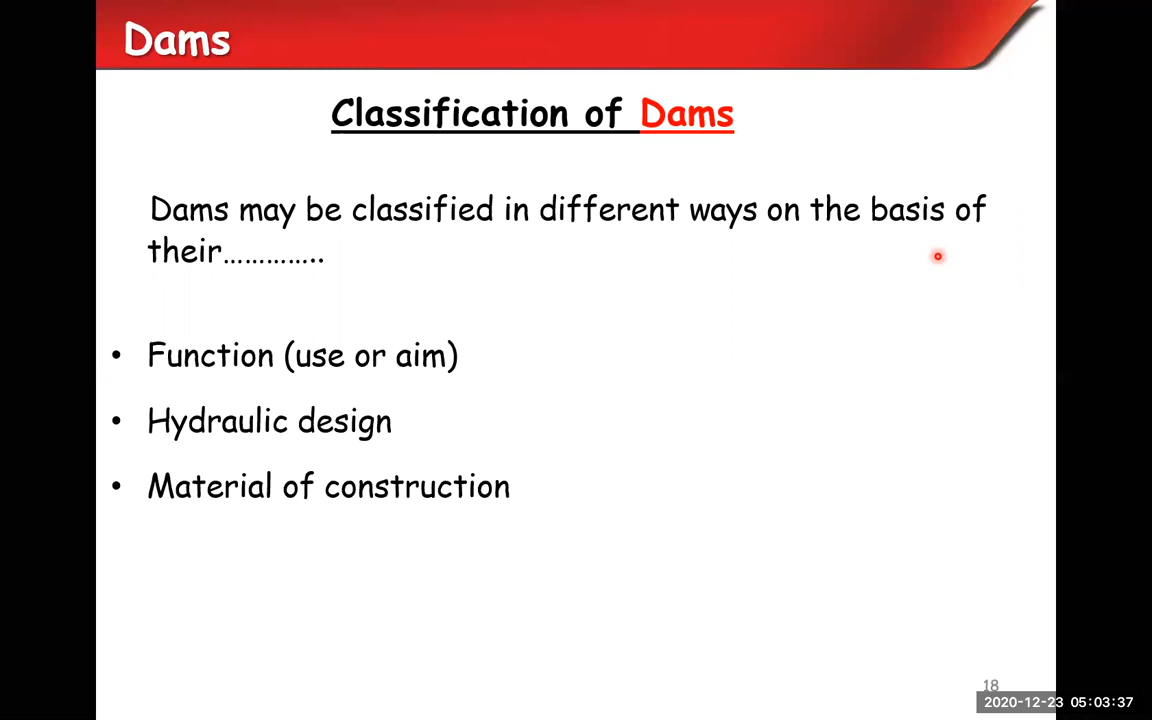 Dams
Classification of Dams
Dams may be classified in different ways on the basis of
their…………..
• Function (use or aim)
• Hydraulic design
• Material of construction
18
2020-12-23 05:03:37